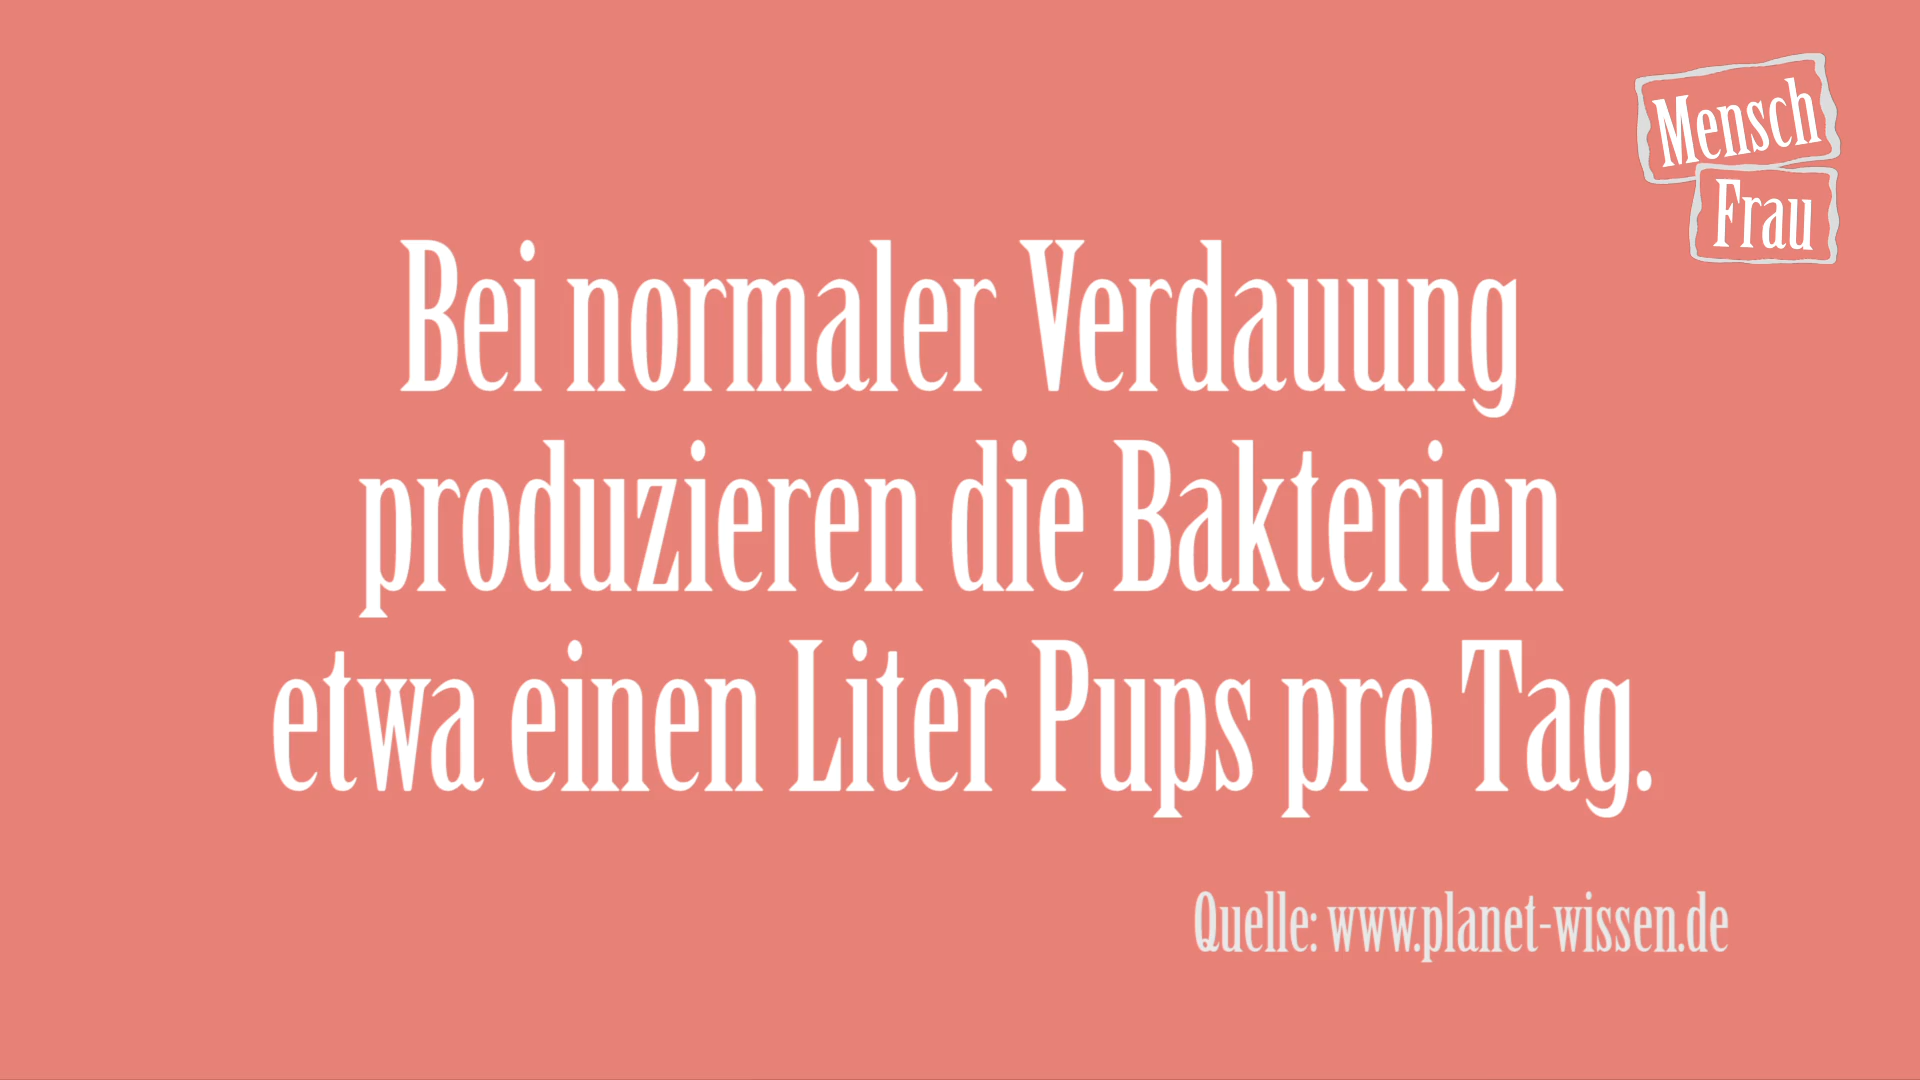 Mensch
Frau
Bei normaler Verdauung
produzieren die Bakterien
etwa einen Liter Pups pro Tag.
Quelle: www.planet-wissen.de